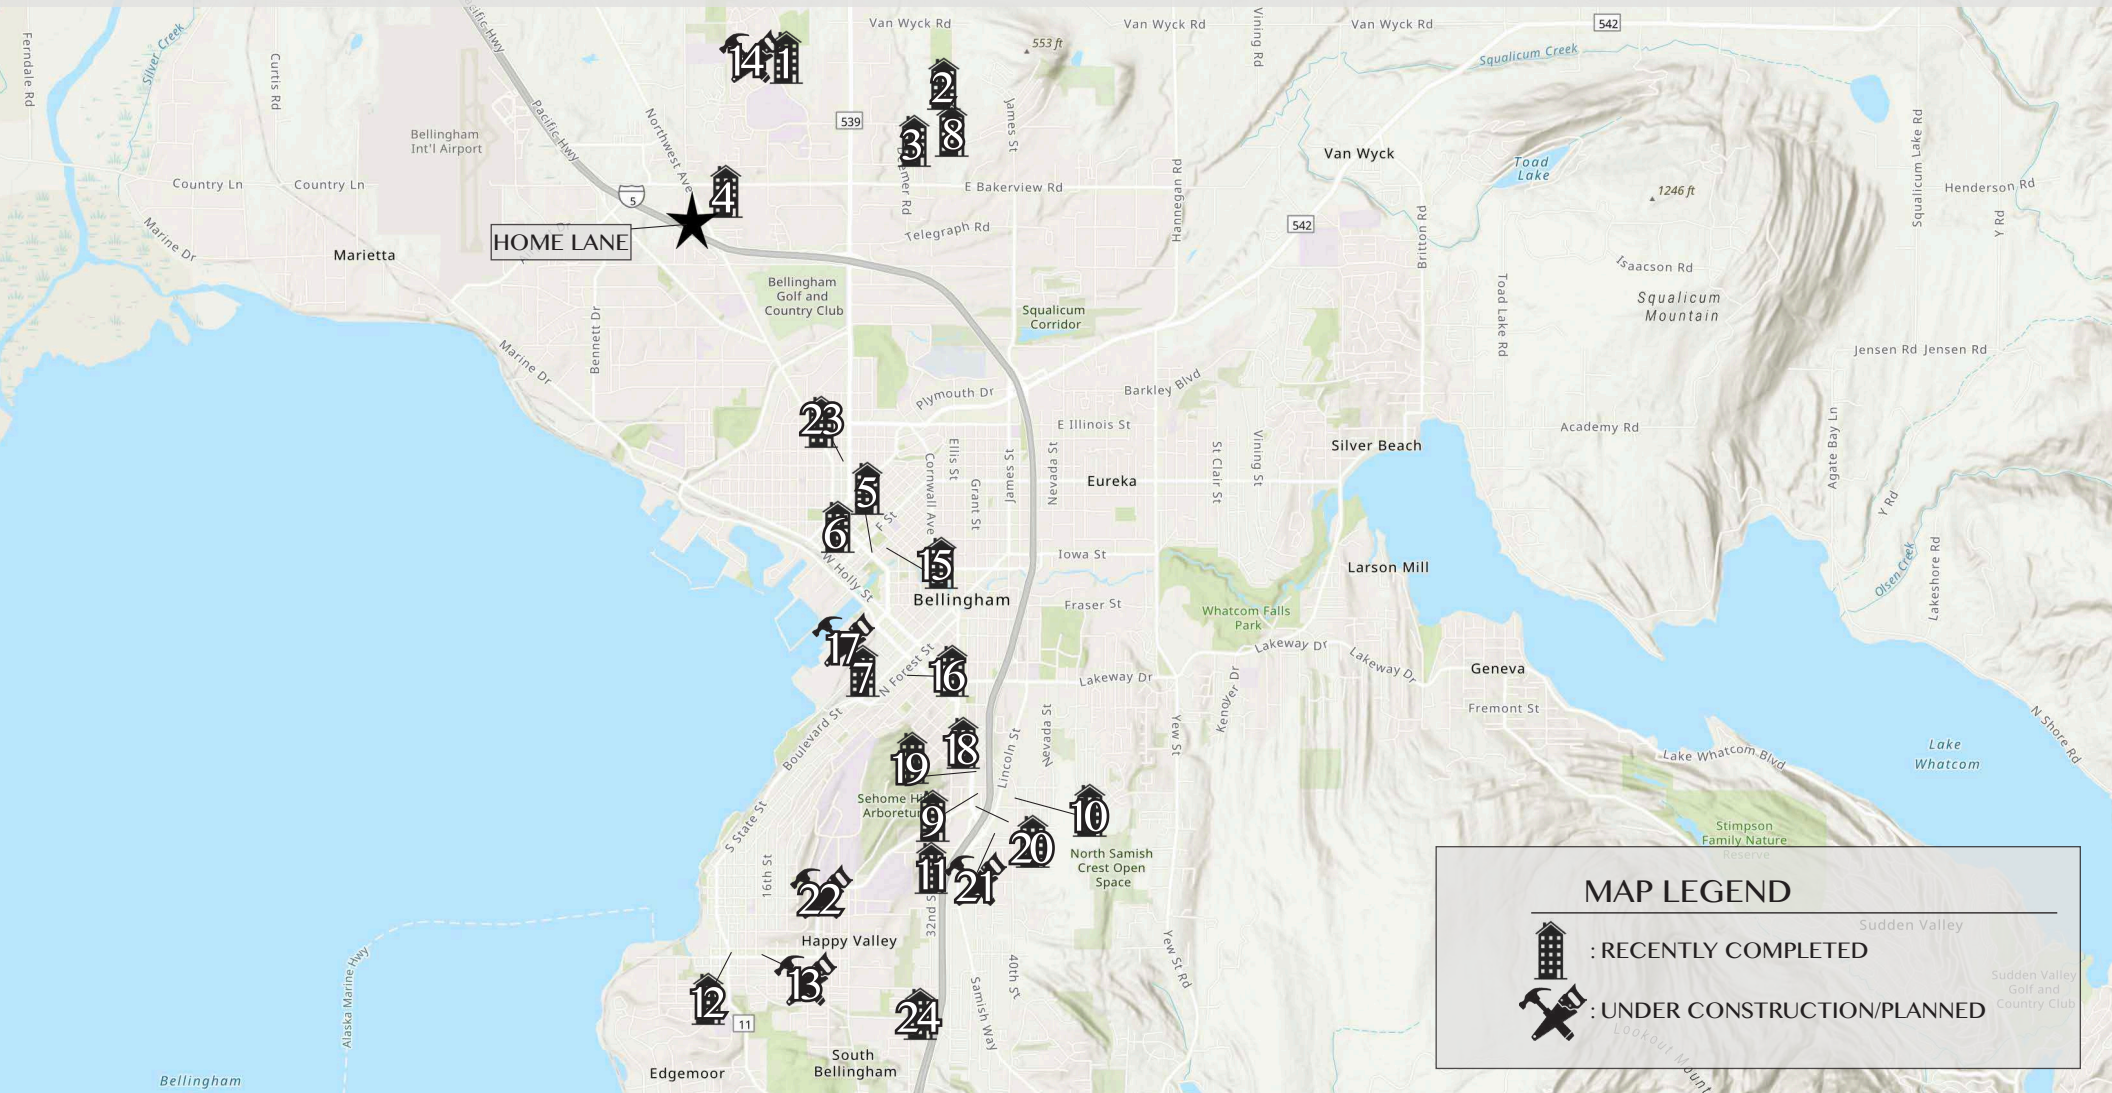 Van Wyck Rd
Van Wyck Rd
Van Wyck Rd
542
Ferndale Rd
Silver Creek
Curtis Rd
Pacific Hwy
Vining Rd
553 ft
Squalicum Creek
14
1
2
Bellingham
Int'l Airport
Pacific Hwy
Northwest Ave
539
3
8
James St
Van Wyck
Toad
Lake
1246 ft
Squalicum Lake Rd
Henderson Rd
Y Rd
Country Ln
Country Ln
5
4
E Bakerview Rd
Hannegan Rd
Britton Rd
542
Marine Dr
Marietta
HOME LANE
Telegraph Rd
Isaacson Rd
Squalicum
Mountain
Bellingham
Golf and
Country Club
Squalicum
Corridor
Toad Lake Rd
Jensen Rd
Jensen Rd
Bennett Dr
Marine Dr
Plymouth Dr
Barkley Blvd
23
E Illinois St
Silver Beach
Academy Rd
Agate Bay Ln
Ellis St
Cornwall Ave
Grant St
James St
Nevada St
St Clair St
Vining St
Eureka
5
6
F St
15
Y Rd
Iowa St
W Holly St
Bellingham
Fraser St
Larson Mill
Olsen Creek
Lakeshore Rd
Whatcom Falls
Park
17
7
16
N Forest St
Lakeway Dr
Lakeway Dr
Lakeway Dr
Geneva
Kenoyer Dr
Fremont St
Boulevard St
18
19
Lincoln St
Nevada St
Yew St
N Shore Rd
Lake Whatcom Blvd
Lake
Whatcom
9
10
20
S State St
16th St
11
21
22
North Samish
Crest Open
Space
Stimpson
Family Nature
Reserve
32nd S
Happy Valley
12
13
11
24
40th St
Samish Way
Yew St Rd
Alaska Marine Hwy
Bellingham
Edgemoor
South
Bellingham
MAP LEGEND
Sudden Valley
: RECENTLY COMPLETED
Sudden Valley
Golf and
Country Club
: UNDER CONSTRUCTION/PLANNED
Lookout Mount